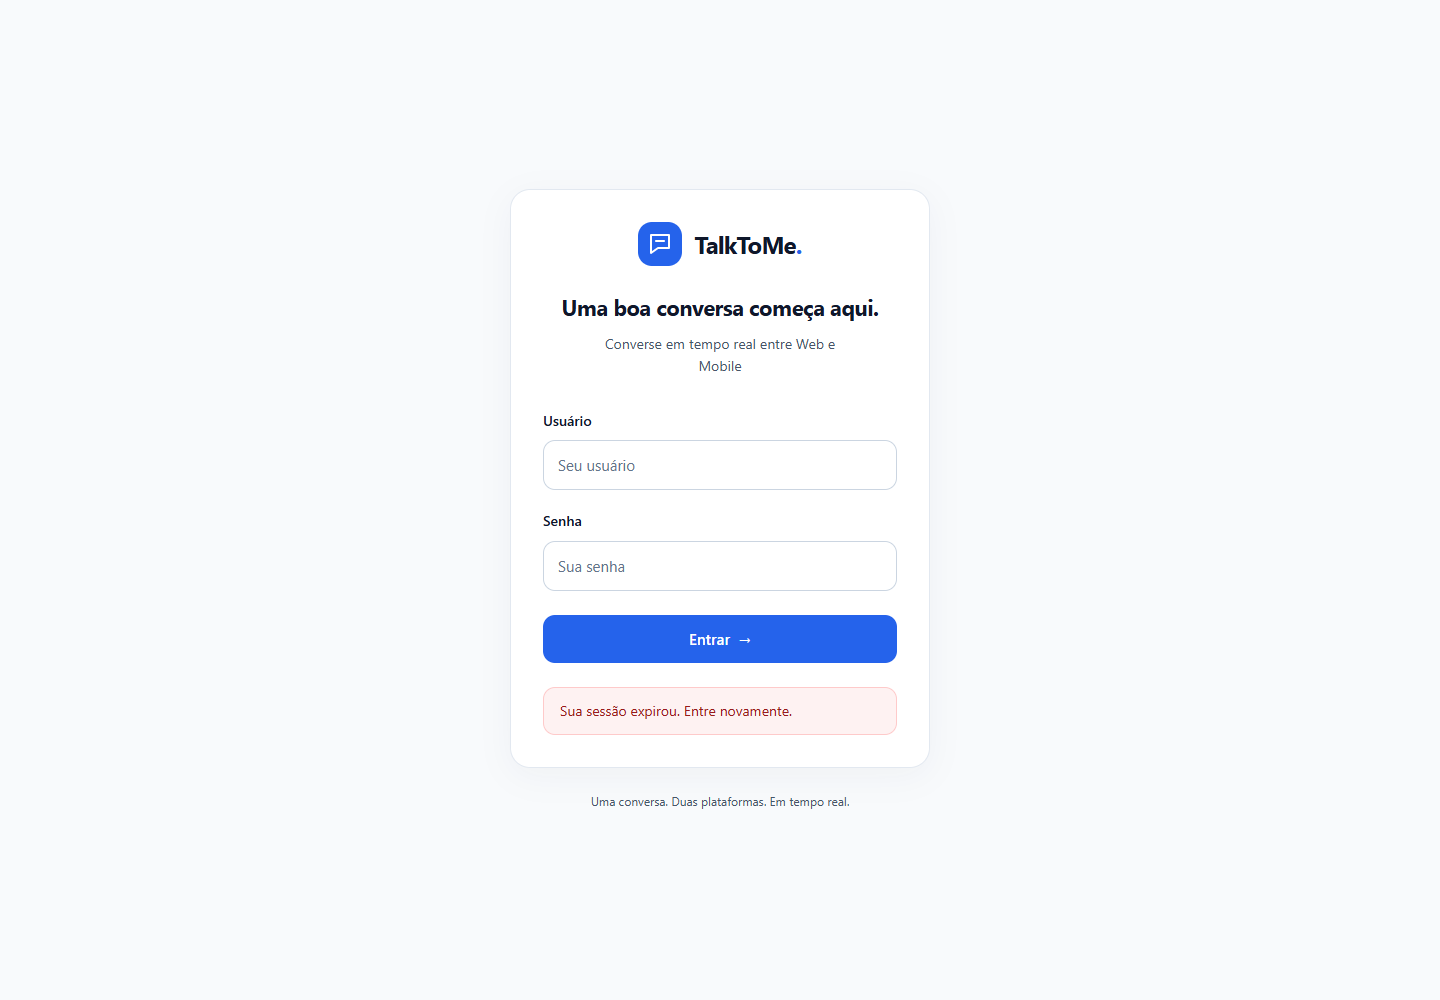 TalkToMe.
Uma boa conversa começa aqui.
Converse em tempo real entre Web e
Mobile
Usuário
Seu usuário
Senha
Sua senha
Entrar →
Sua sessão expirou. Entre novamente.
Uma conversa. Duas plataformas. Em tempo real.